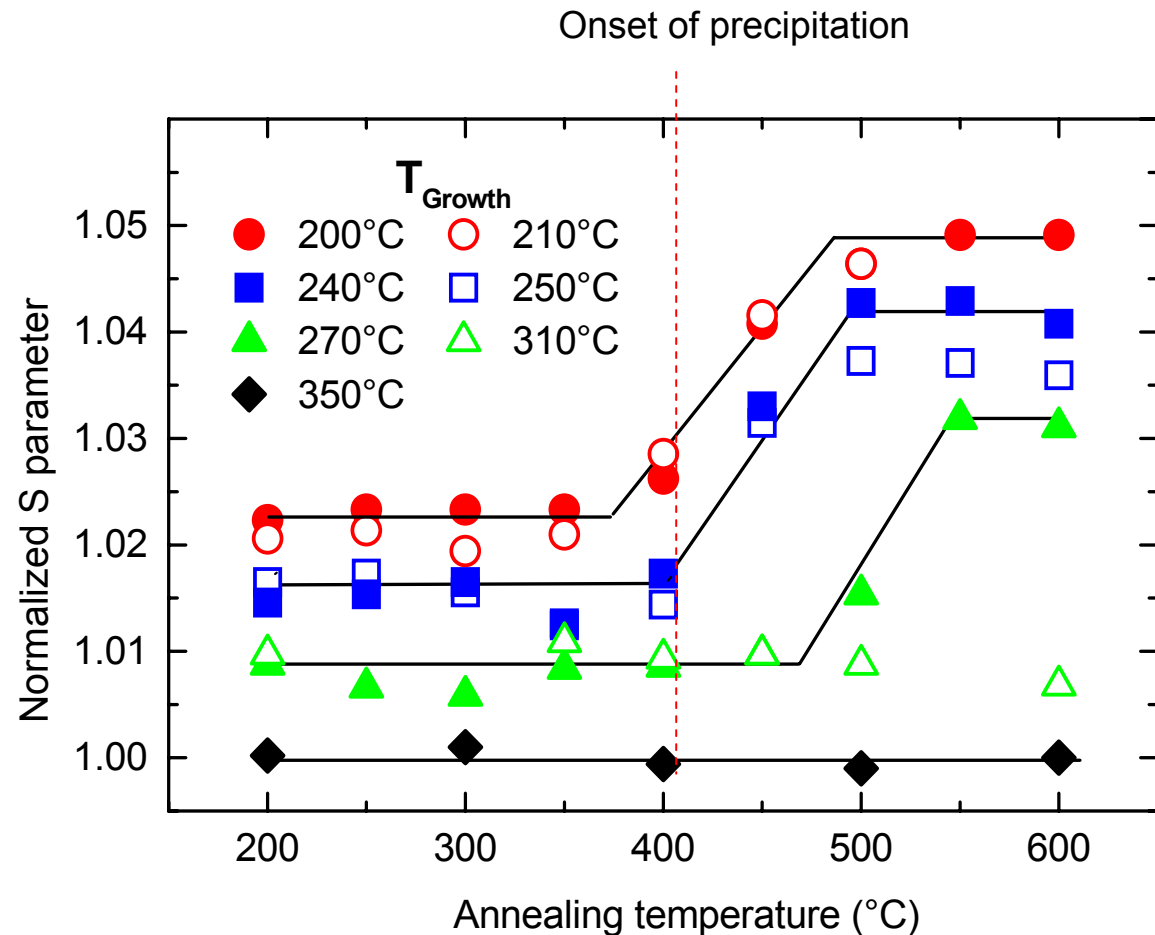 Onset of precipitation
T Growth
200°C 210°C
240°C 250°C
270°C 310°C
350°C
1.05
1.04
1.03
1.02
1.01
1.00
Normalized S parameter
200 300 400 500 600
Annealing temperature (°C)